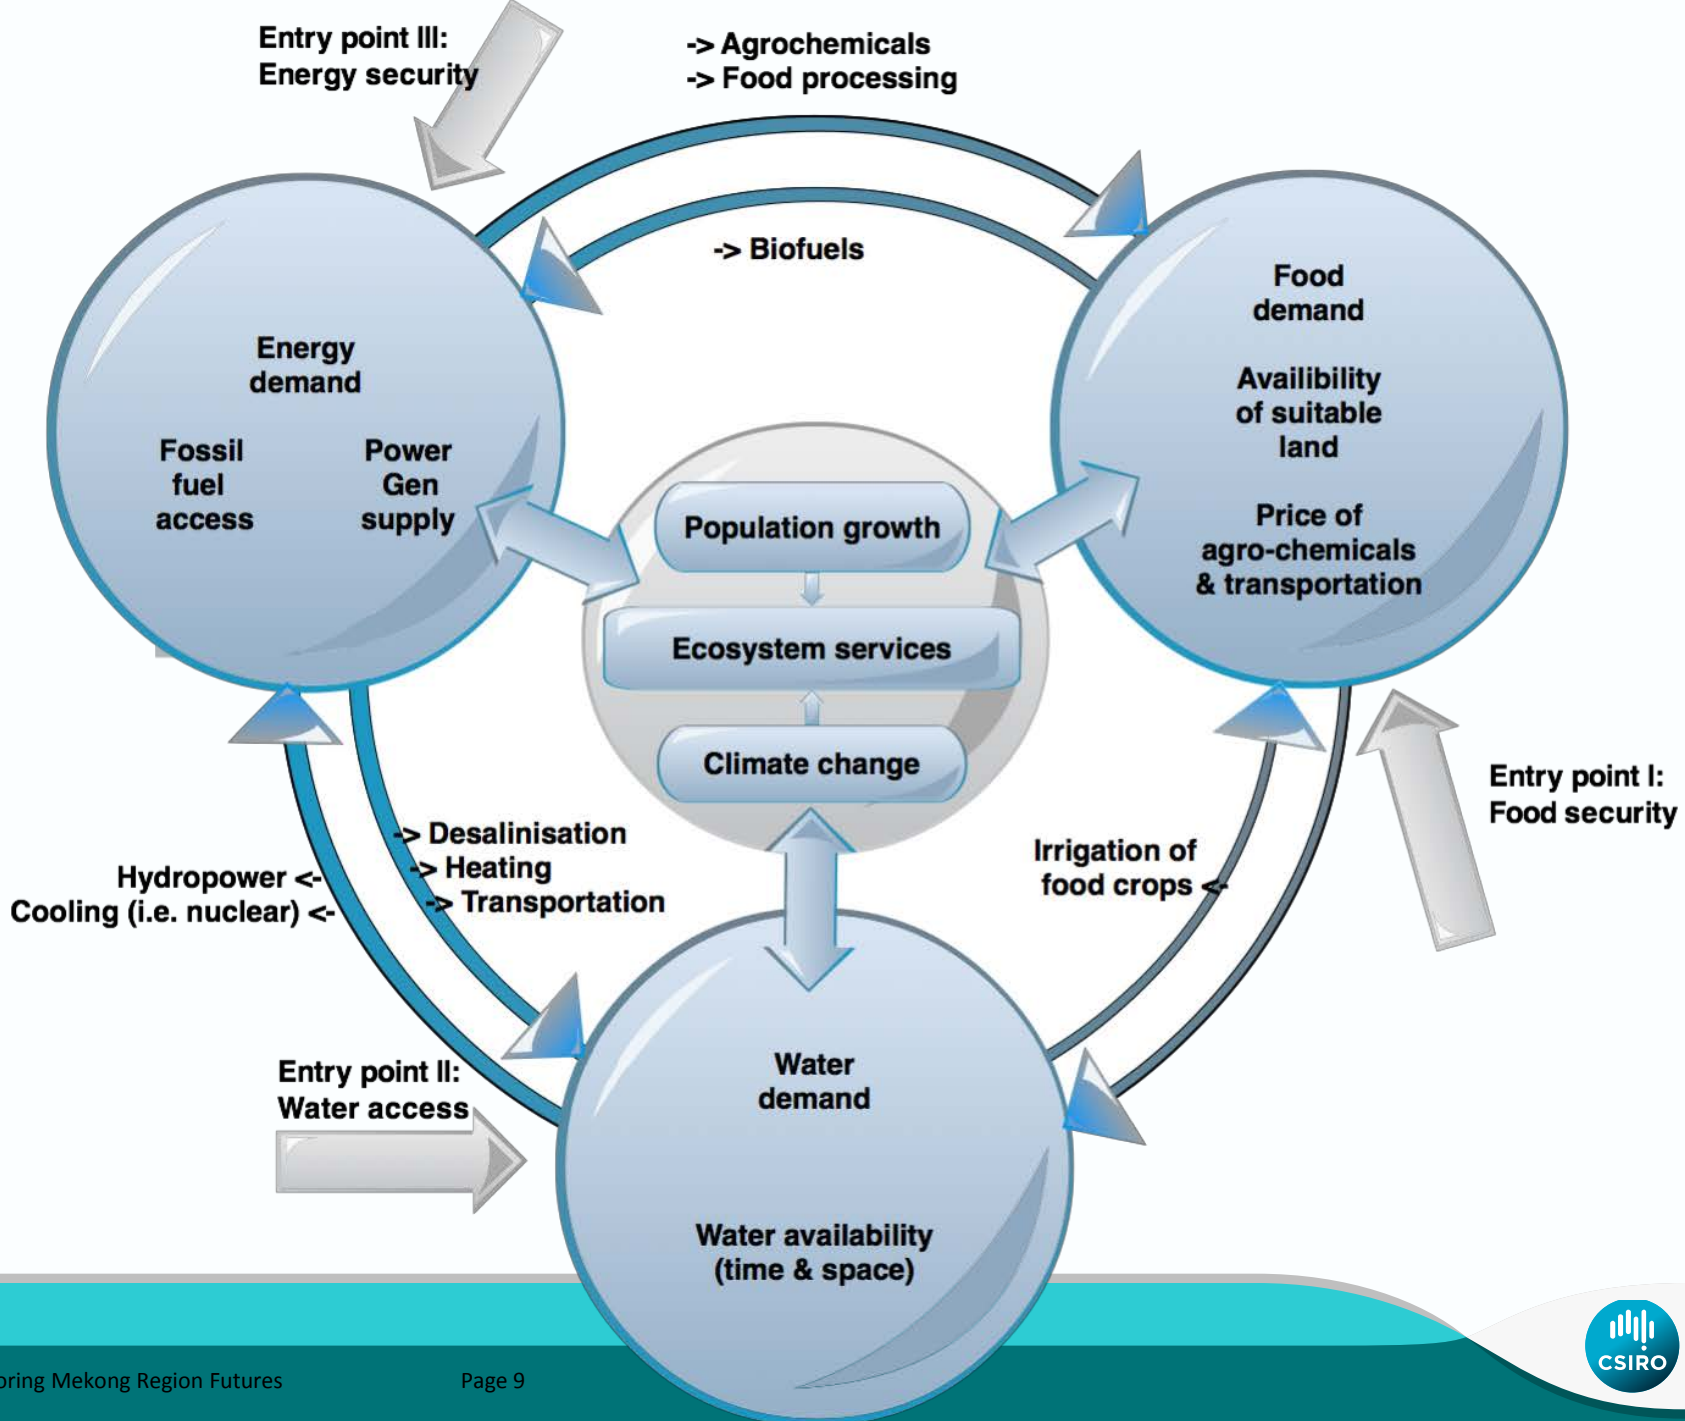 Entry point III:
Energy security
-> Agrochemicals
-> Food processing
-> Biofuels
Energy
demand
Fossil
fuel
access
Power
Gen
supply
Food
demand
Availibility
of suitable
land
Price of
agro-chemicals
& transportation
Population growth
Ecosystem services
Climate change
Entry point I:
Food security
-> Desalinisation
-> Heating
-> Transportation
Hydropower <-
Cooling (i.e. nuclear) <-
Irrigation of
food crops <-
Entry point II:
Water access
Water
demand
Water availability
(time & space)
oring Mekong Region Futures
Page 9
CSIRO